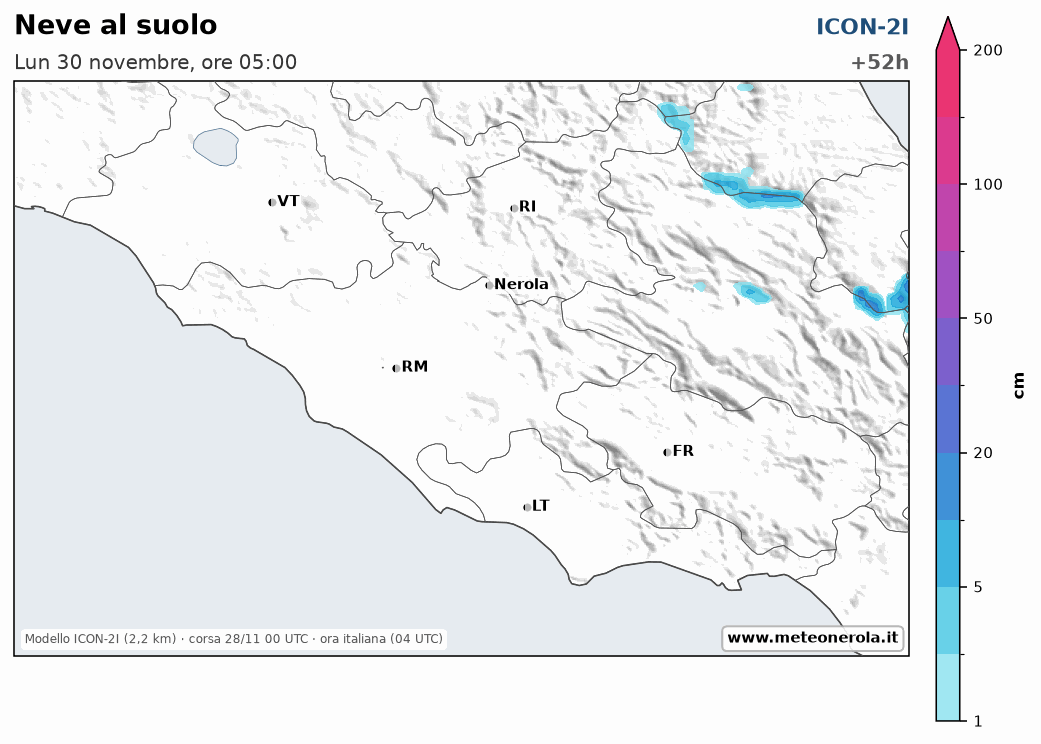 Neve al suolo
ICON-2I
Lun 30 novembre, ore 05:00
+52h
200
100
50
20
5
1
cm
VT
RI
Nerola
RM
FR
LT
Modello ICON-2I (2,2 km) · corsa 28/11 00 UTC · ora italiana (04 UTC)
www.meteonerola.it